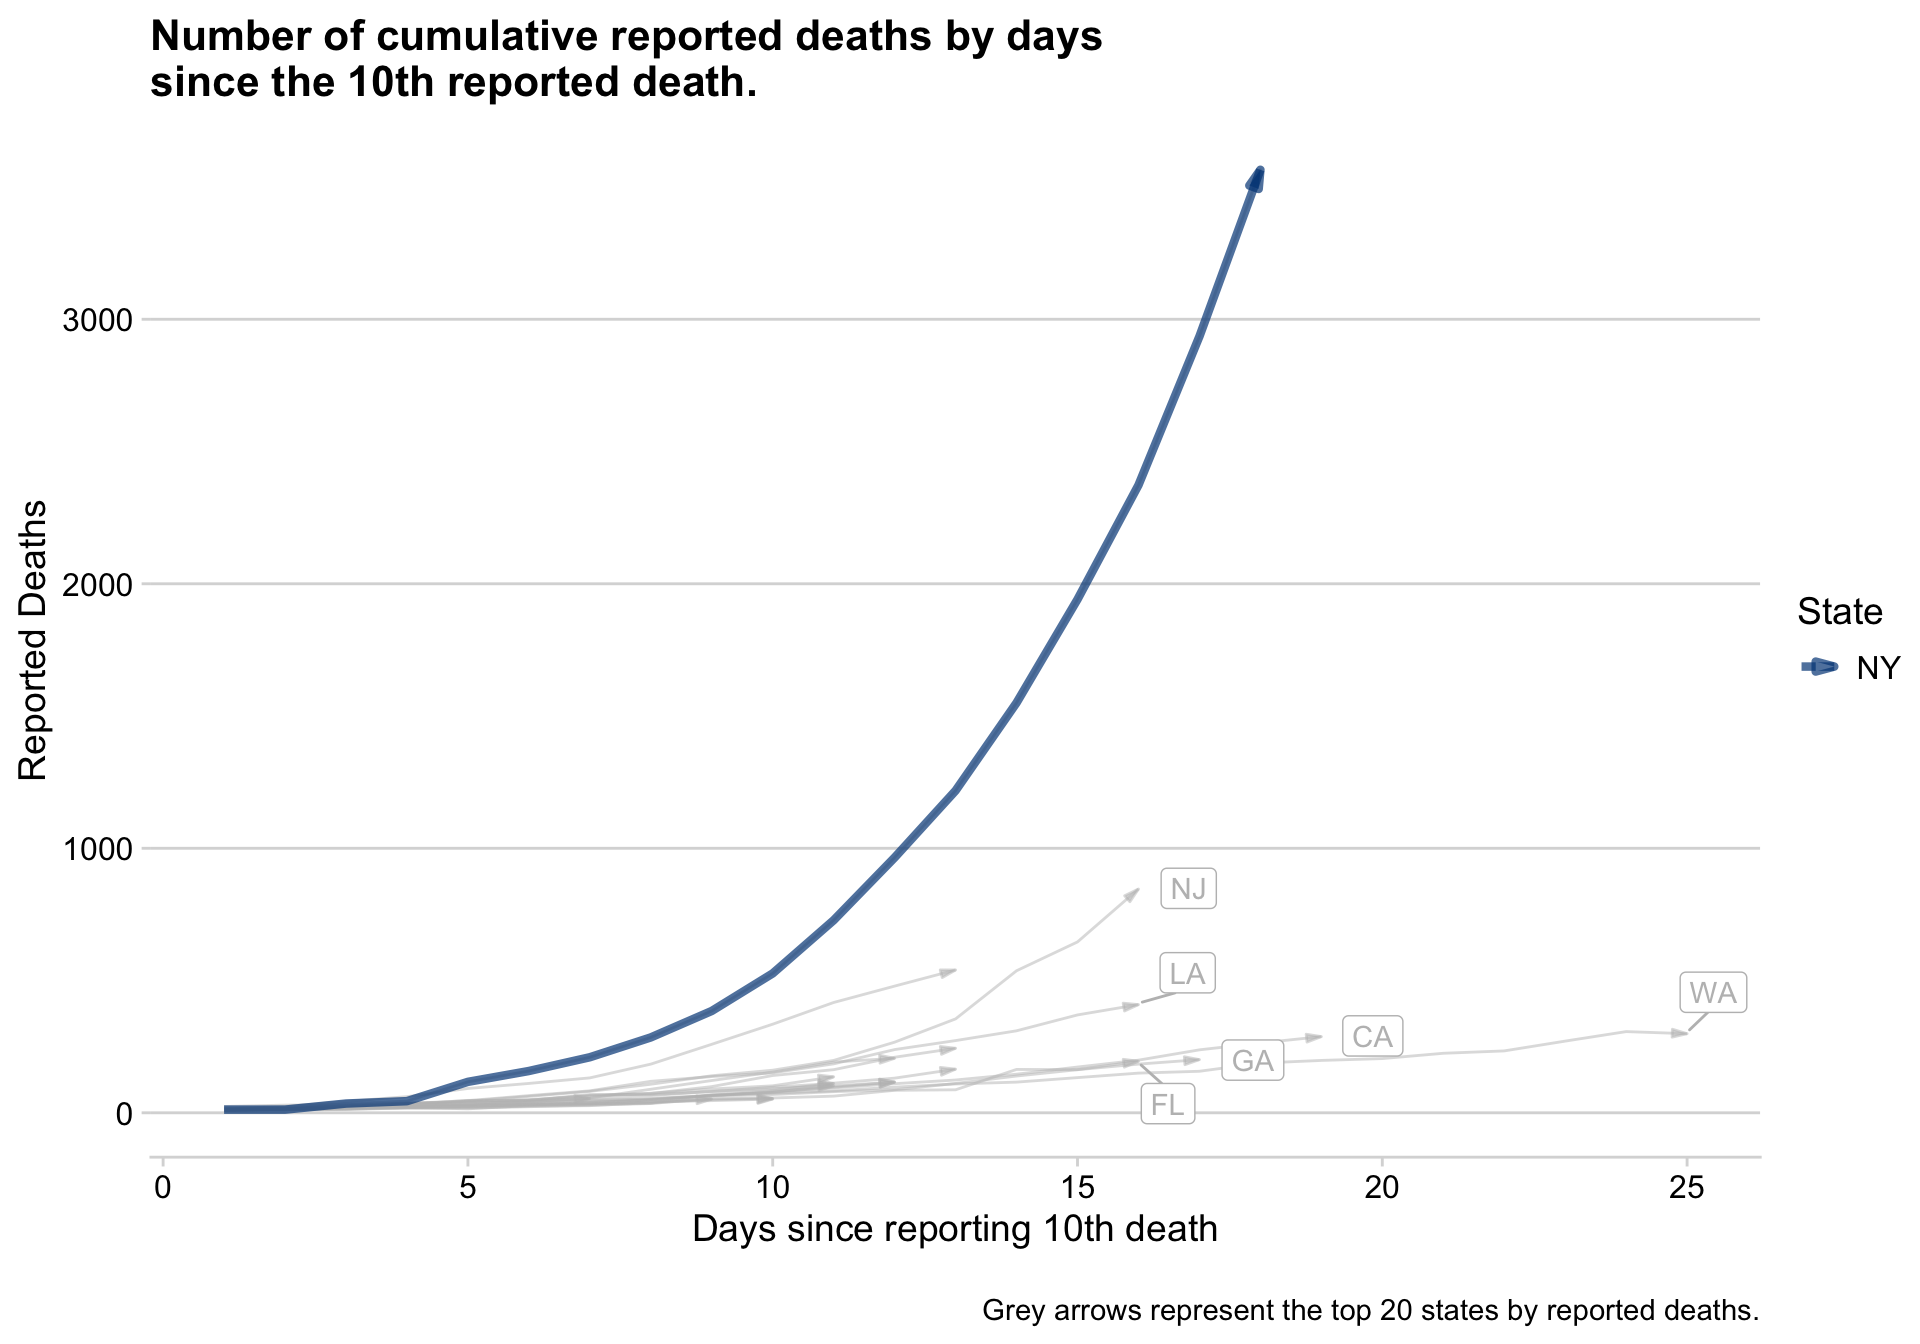 Number of cumulative reported deaths by days
since the 10th reported death.
Reported Deaths
3000
2000
1000
0
NJ
LA
WA
CA
GA
FL
State
NY
0 5 10 15 20 25
Days since reporting 10th death
Grey arrows represent the top 20 states by reported deaths.